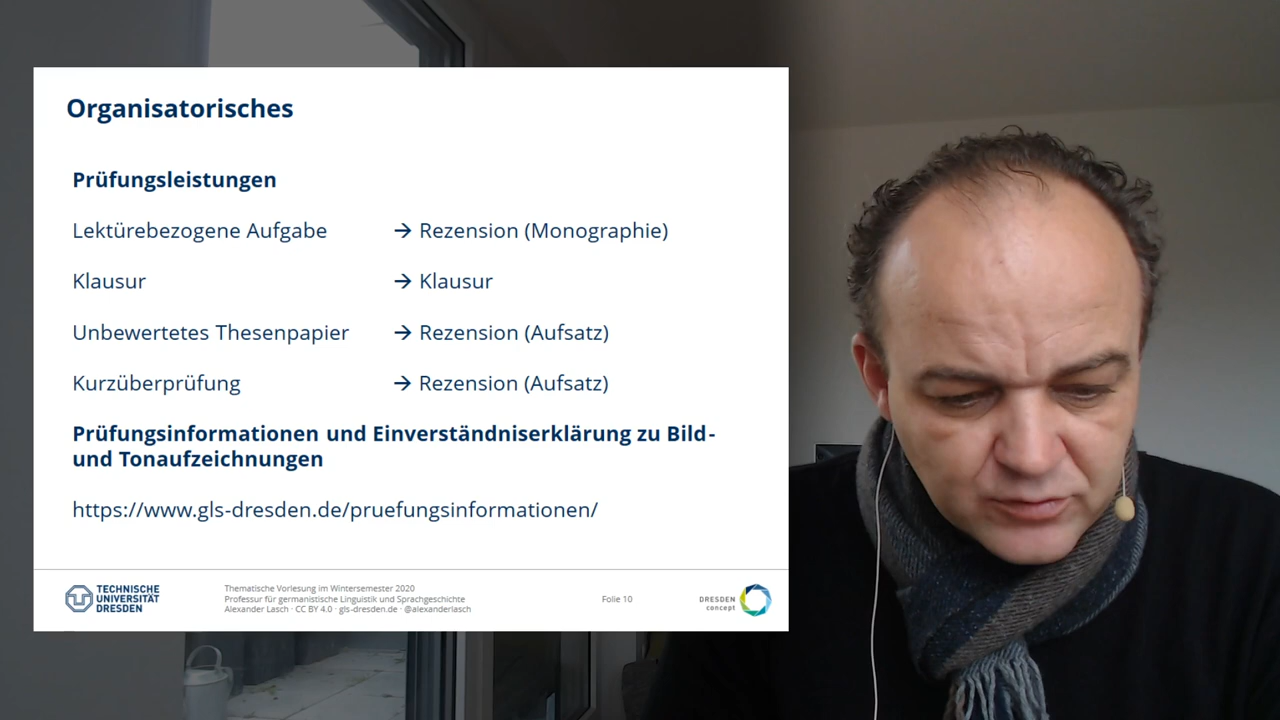 Organisatorisches
Prüfungsleistungen
Lektürebezogene Aufgabe → Rezension (Monographie)
Klausur → Klausur
Unbewertetes Thesenpapier → Rezension (Aufsatz)
Kurzüberprüfung → Rezension (Aufsatz)
Prüfungsinformationen und Einverständniserklärung zu Bild-
und Tonaufzeichnungen
https://www.gls-dresden.de/pruefungsinformationen/
TECHNISCHE
UNIVERSITÄT
DRESDEN
Thematische Vorlesung im Wintersemester 2020
Professur für germanistische Linguistik und Sprachgeschichte
Alexander Lasch · CC BY 4.0 · gls-dresden.de · @alexanderlasch
Folie 10
DRESDEN
concept